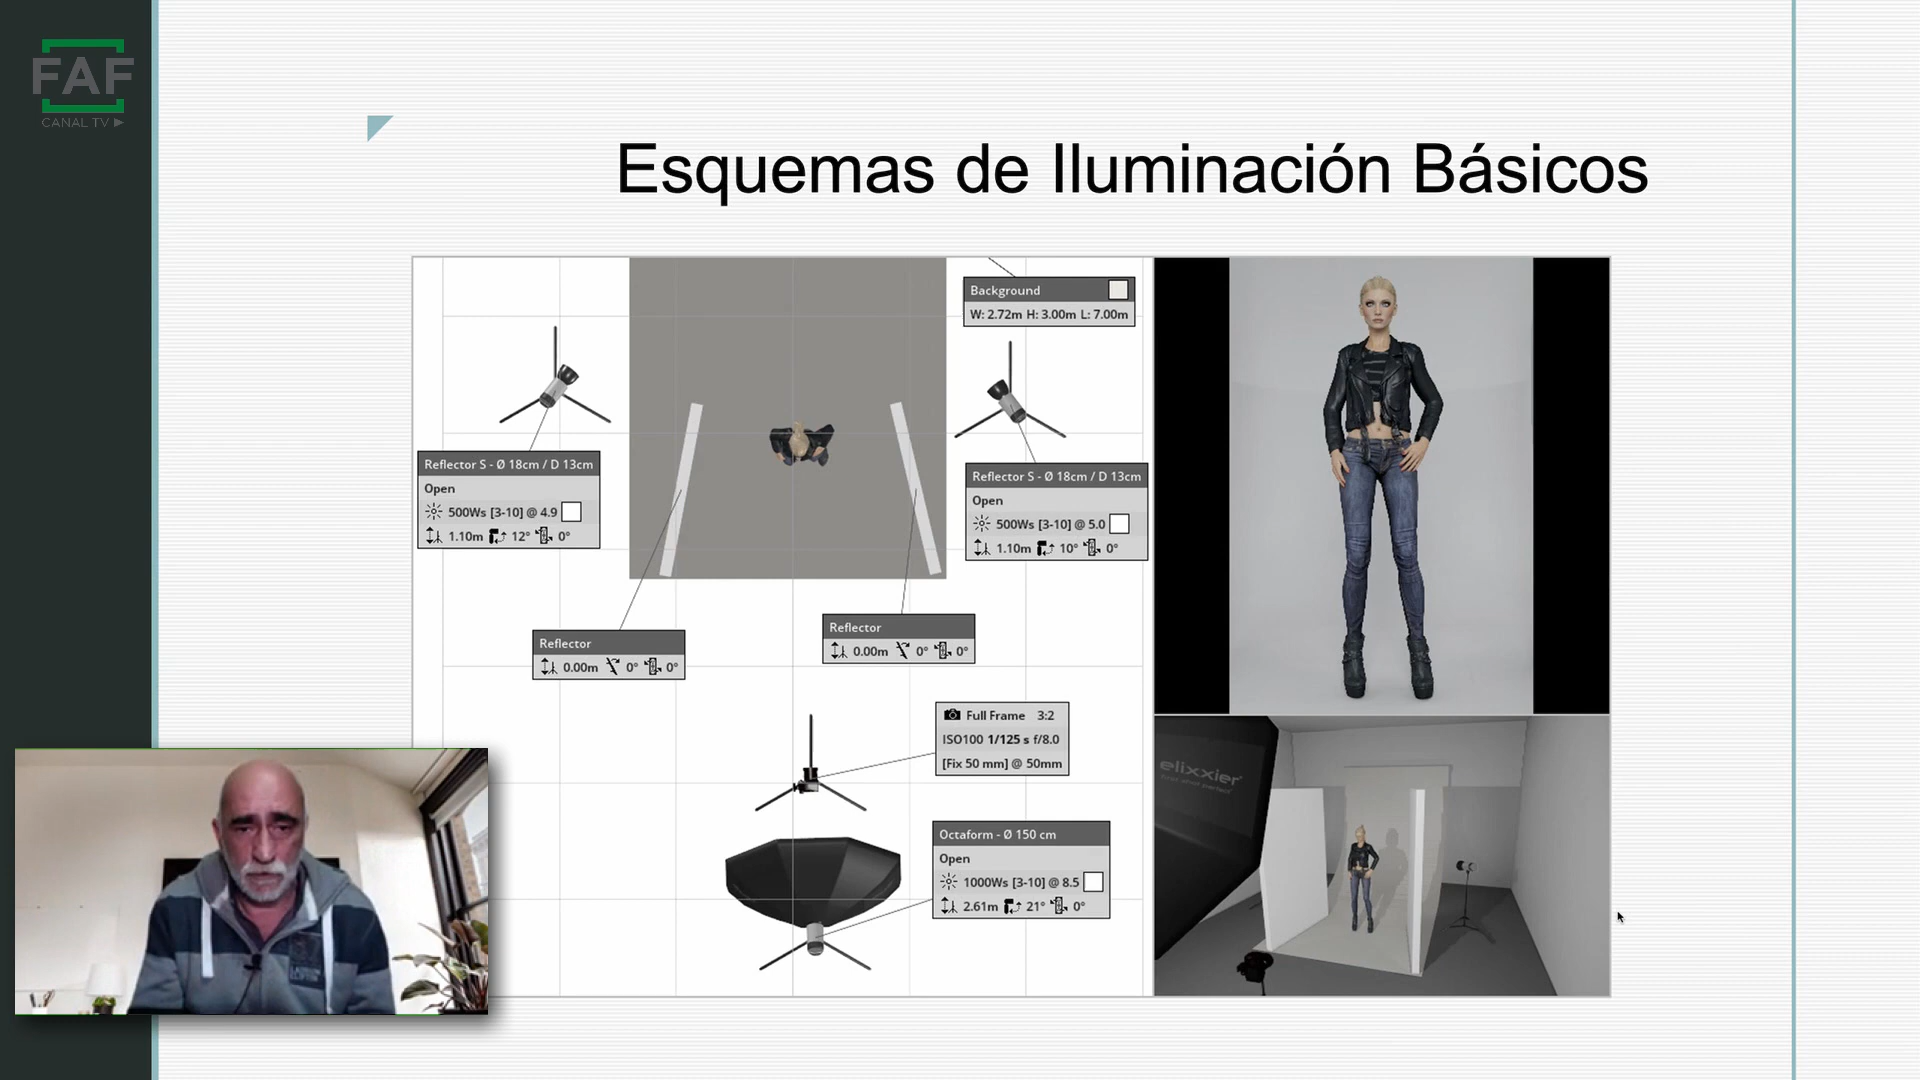 FAF
CANAL TV
Esquemas de Iluminación Básicos
Background
W: 2.72m H: 3.00m L: 7.00m
Reflector S - Ø 18cm / D 13cm
Open
500Ws [3-10] @ 4.9
1.10m 12° 0°
Reflector S - Ø 18cm / D 13cm
Open
500Ws [3-10] @ 5.0
1.10m 10° 0°
Reflector
0.00m 0° 0°
Reflector
0.00m 0° 0°
Full Frame 3:2
ISO100 1/125 s f/8.0
[Fix 50 mm] @ 50mm
Octaform - Ø 150 cm
Open
1000Ws [3-10] @ 8.5
2.61m 21° 0°
elixxier